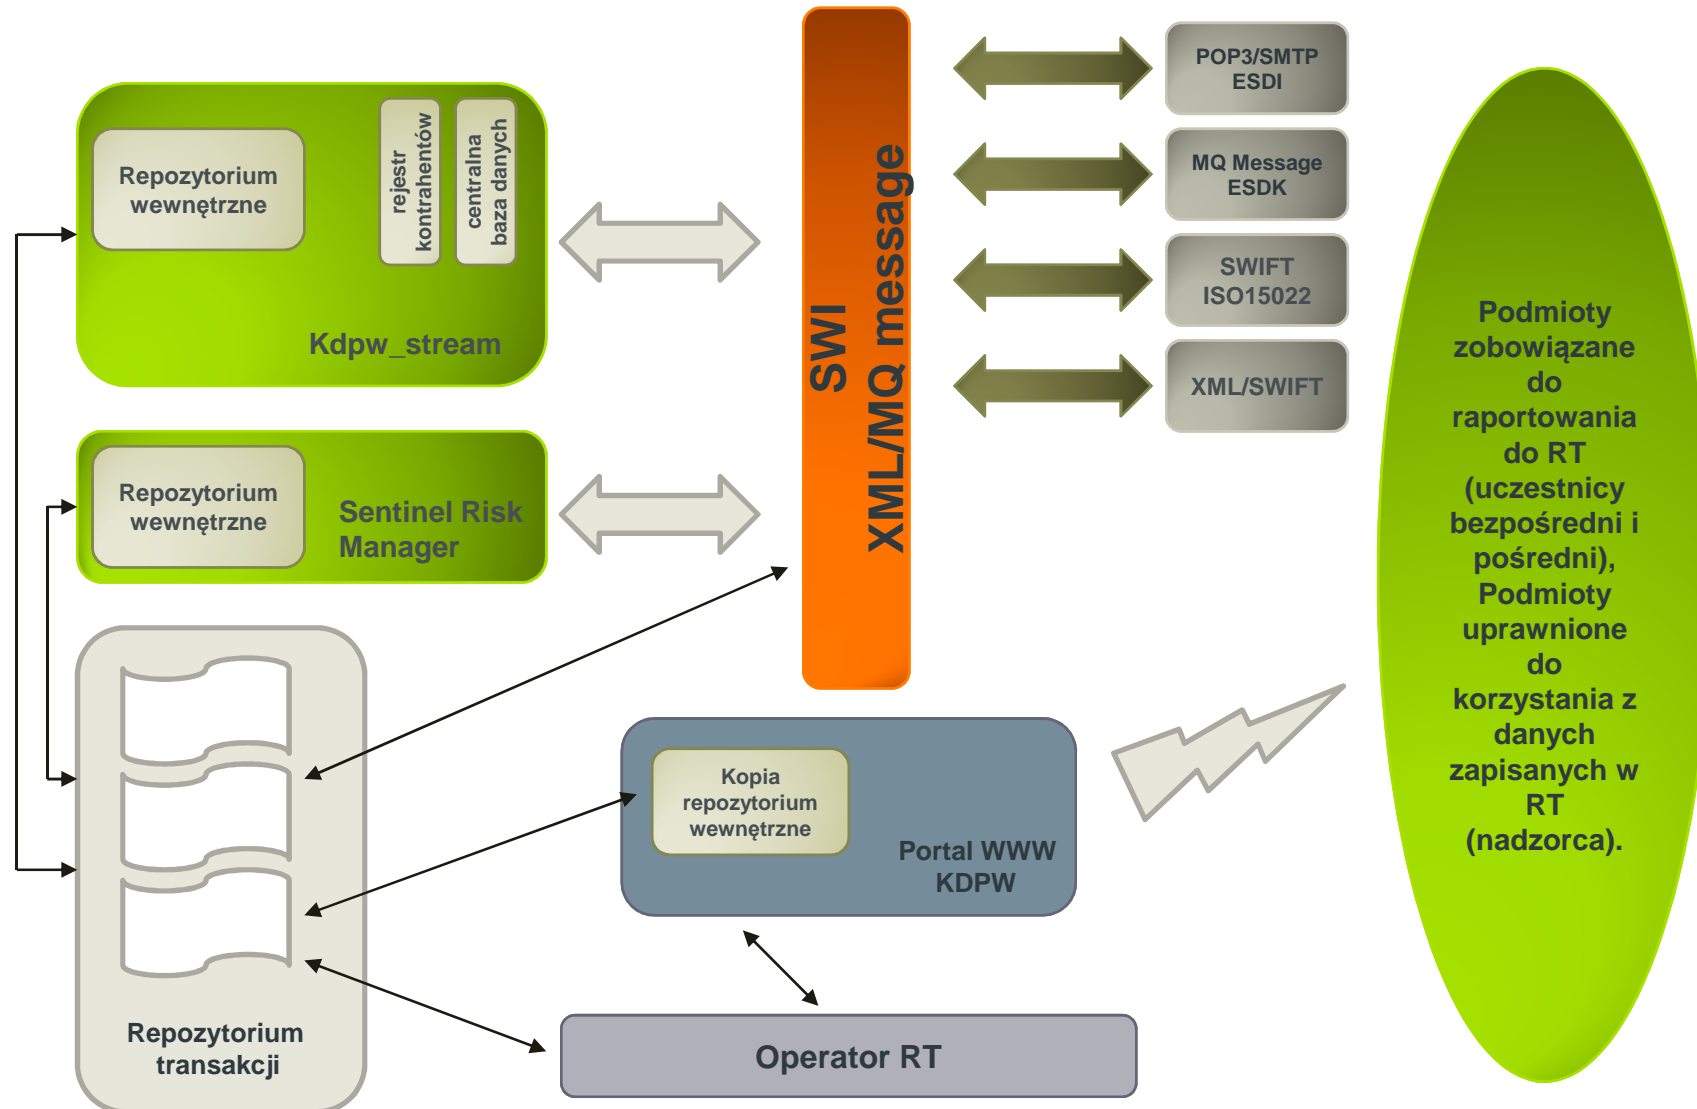 Repozytorium
wewnętrzne
rejestr
kontrahentów
centralna
baza danych
Kdpw_stream
Repozytorium
wewnętrzne
Sentinel Risk
Manager
Repozytorium
transakcji
SWI
XML/MQ message
POP3/SMTP
ESDI
MQ Message
ESDK
SWIFT
ISO15022
XML/SWIFT
Kopia
repozytorium
wewnętrzne
Portal WWW
KDPW
Operator RT
Podmioty
zobowiązane
do
raportowania
do RT
(uczestnicy
bezpośredni i
pośredni),
Podmioty
uprawnione
do
korzystania z
danych
zapisanych w
RT
(nadzorca).